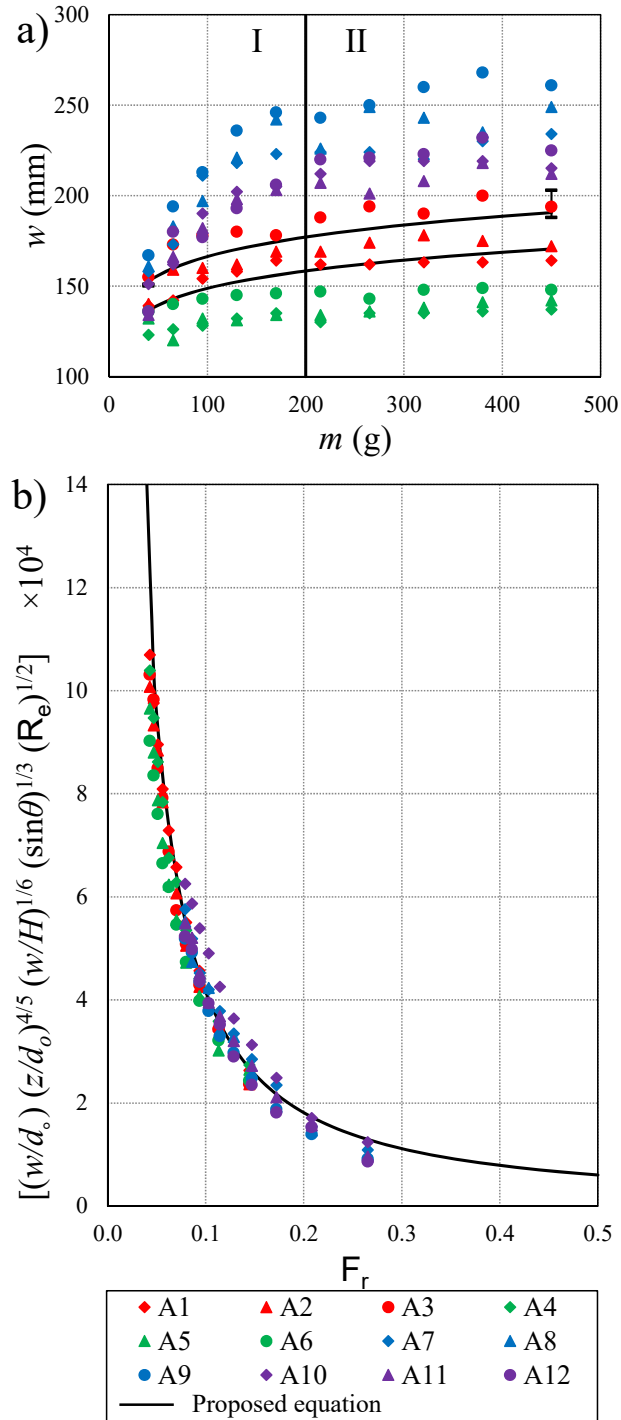 a)
I II
300
250
200
150
100
w (mm)
0 100 200 300 400 500
m (g)
b)
14
12
10
8
6
4
2
0
[(w/dₒ) (z/dₒ)^4/5 (w/H)^1/6 (sinθ)^1/3 (Rₑ)^1/2] ×10⁴
0.0 0.1 0.2 0.3 0.4 0.5
Fᵣ
A1 A2 A3 A4
A5 A6 A7 A8
A9 A10 A11 A12
Proposed equation